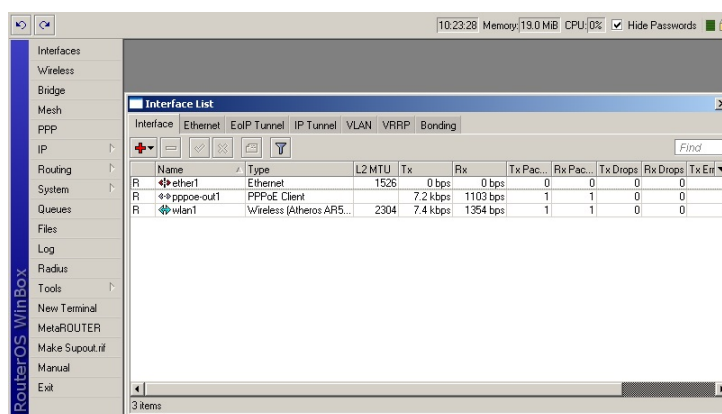 10:23:28 Memory: 19.0 MiB CPU: 0% Hide Passwords
Interfaces
Wireless
Bridge
Mesh
PPP
IP
Routing
System
Queues
Files
Log
Radius
Tools
New Terminal
MetaROUTER
Make Supout.rif
Manual
Exit
RouterOS WinBox
Interface List
Interface Ethernet EoIP Tunnel IP Tunnel VLAN VRRP Bonding
Find
Name Type L2 MTU Tx Rx Tx Pac... Rx Pac... Tx Drops Rx Drops Tx Err
R ether1 Ethernet 1526 0 bps 0 bps 0 0 0 0
R pppoe-out1 PPPoE Client 7.2 kbps 1103 bps 1 1 0 0
R wlan1 Wireless (Atheros AR5... 2304 7.4 kbps 1354 bps 1 1 0 0
3 items